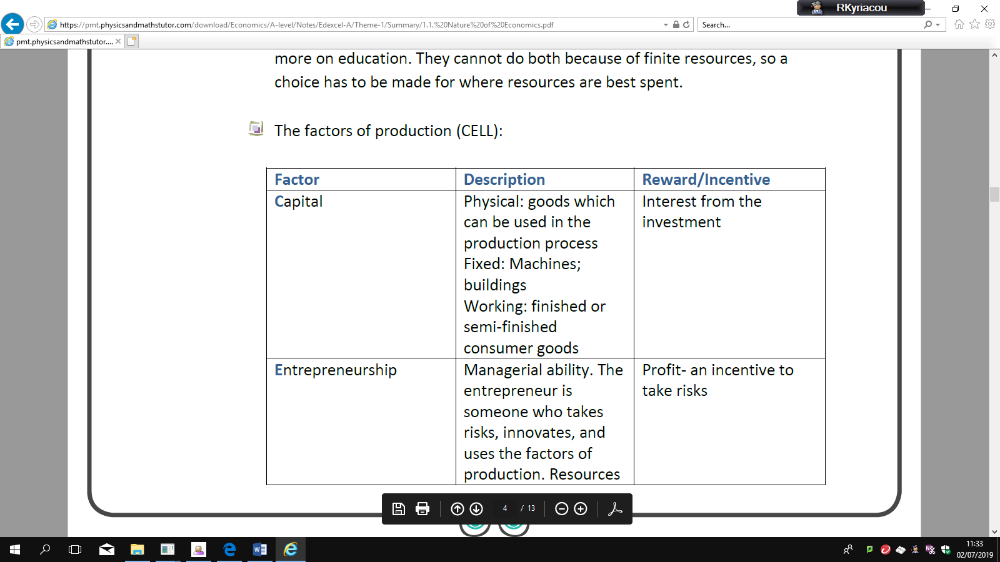 RKyriacou
https://pmt.physicsandmathstutor.com/download/Economics/A-level/Notes/Edexcel-A/Theme-1/Summary/1.1.%20Nature%20of%20Economics.pdf
Search...
pmt.physicsandmathstutor....
more on education. They cannot do both because of finite resources, so a
choice has to be made for where resources are best spent.
The factors of production (CELL):
Factor
Description
Reward/Incentive
Capital
Physical: goods which
can be used in the
production process
Fixed: Machines;
buildings
Working: finished or
semi-finished
consumer goods
Interest from the
investment
Entrepreneurship
Managerial ability. The
entrepreneur is
someone who takes
risks, innovates, and
uses the factors of
production. Resources
Profit- an incentive to
take risks
4 / 13
11:33
02/07/2019